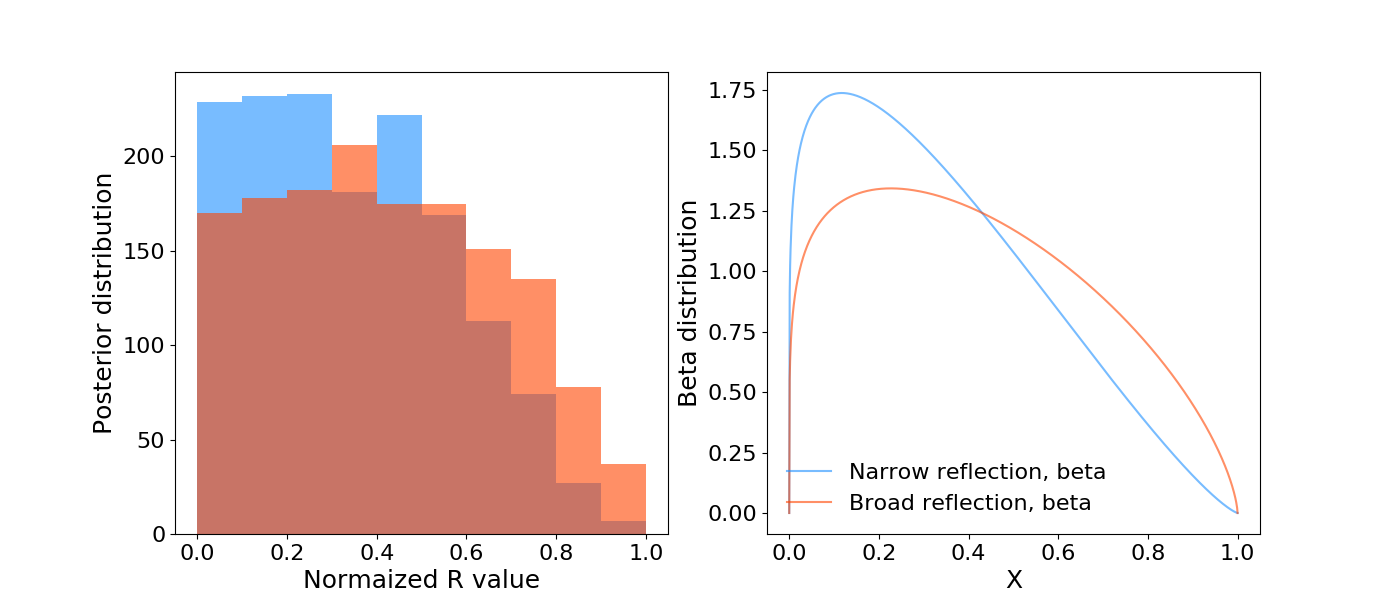 Posterior distribution
200
150
100
50
0
0.0 0.2 0.4 0.6 0.8 1.0
Normaized R value
Beta distribution
1.75
1.50
1.25
1.00
0.75
0.50
0.25
0.00
Narrow reflection, beta
Broad reflection, beta
0.0 0.2 0.4 0.6 0.8 1.0
X